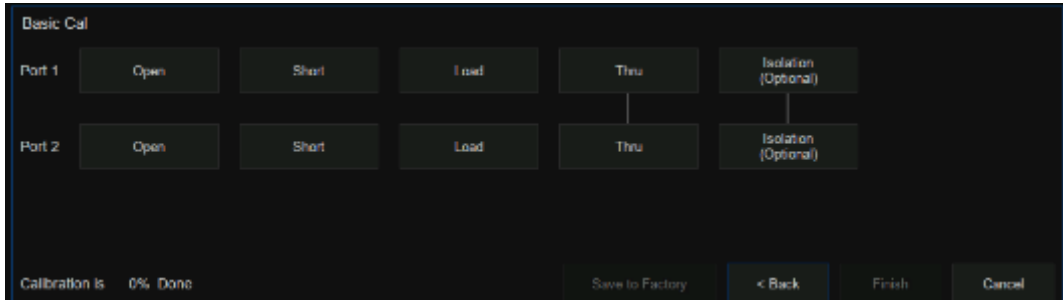 Basic Cal
Port 1 Open Short Load Thru Isolation
(Optional)
Port 2 Open Short Load Thru Isolation
(Optional)
Calibration is 0% Done Save to Factory < Back Finish Cancel